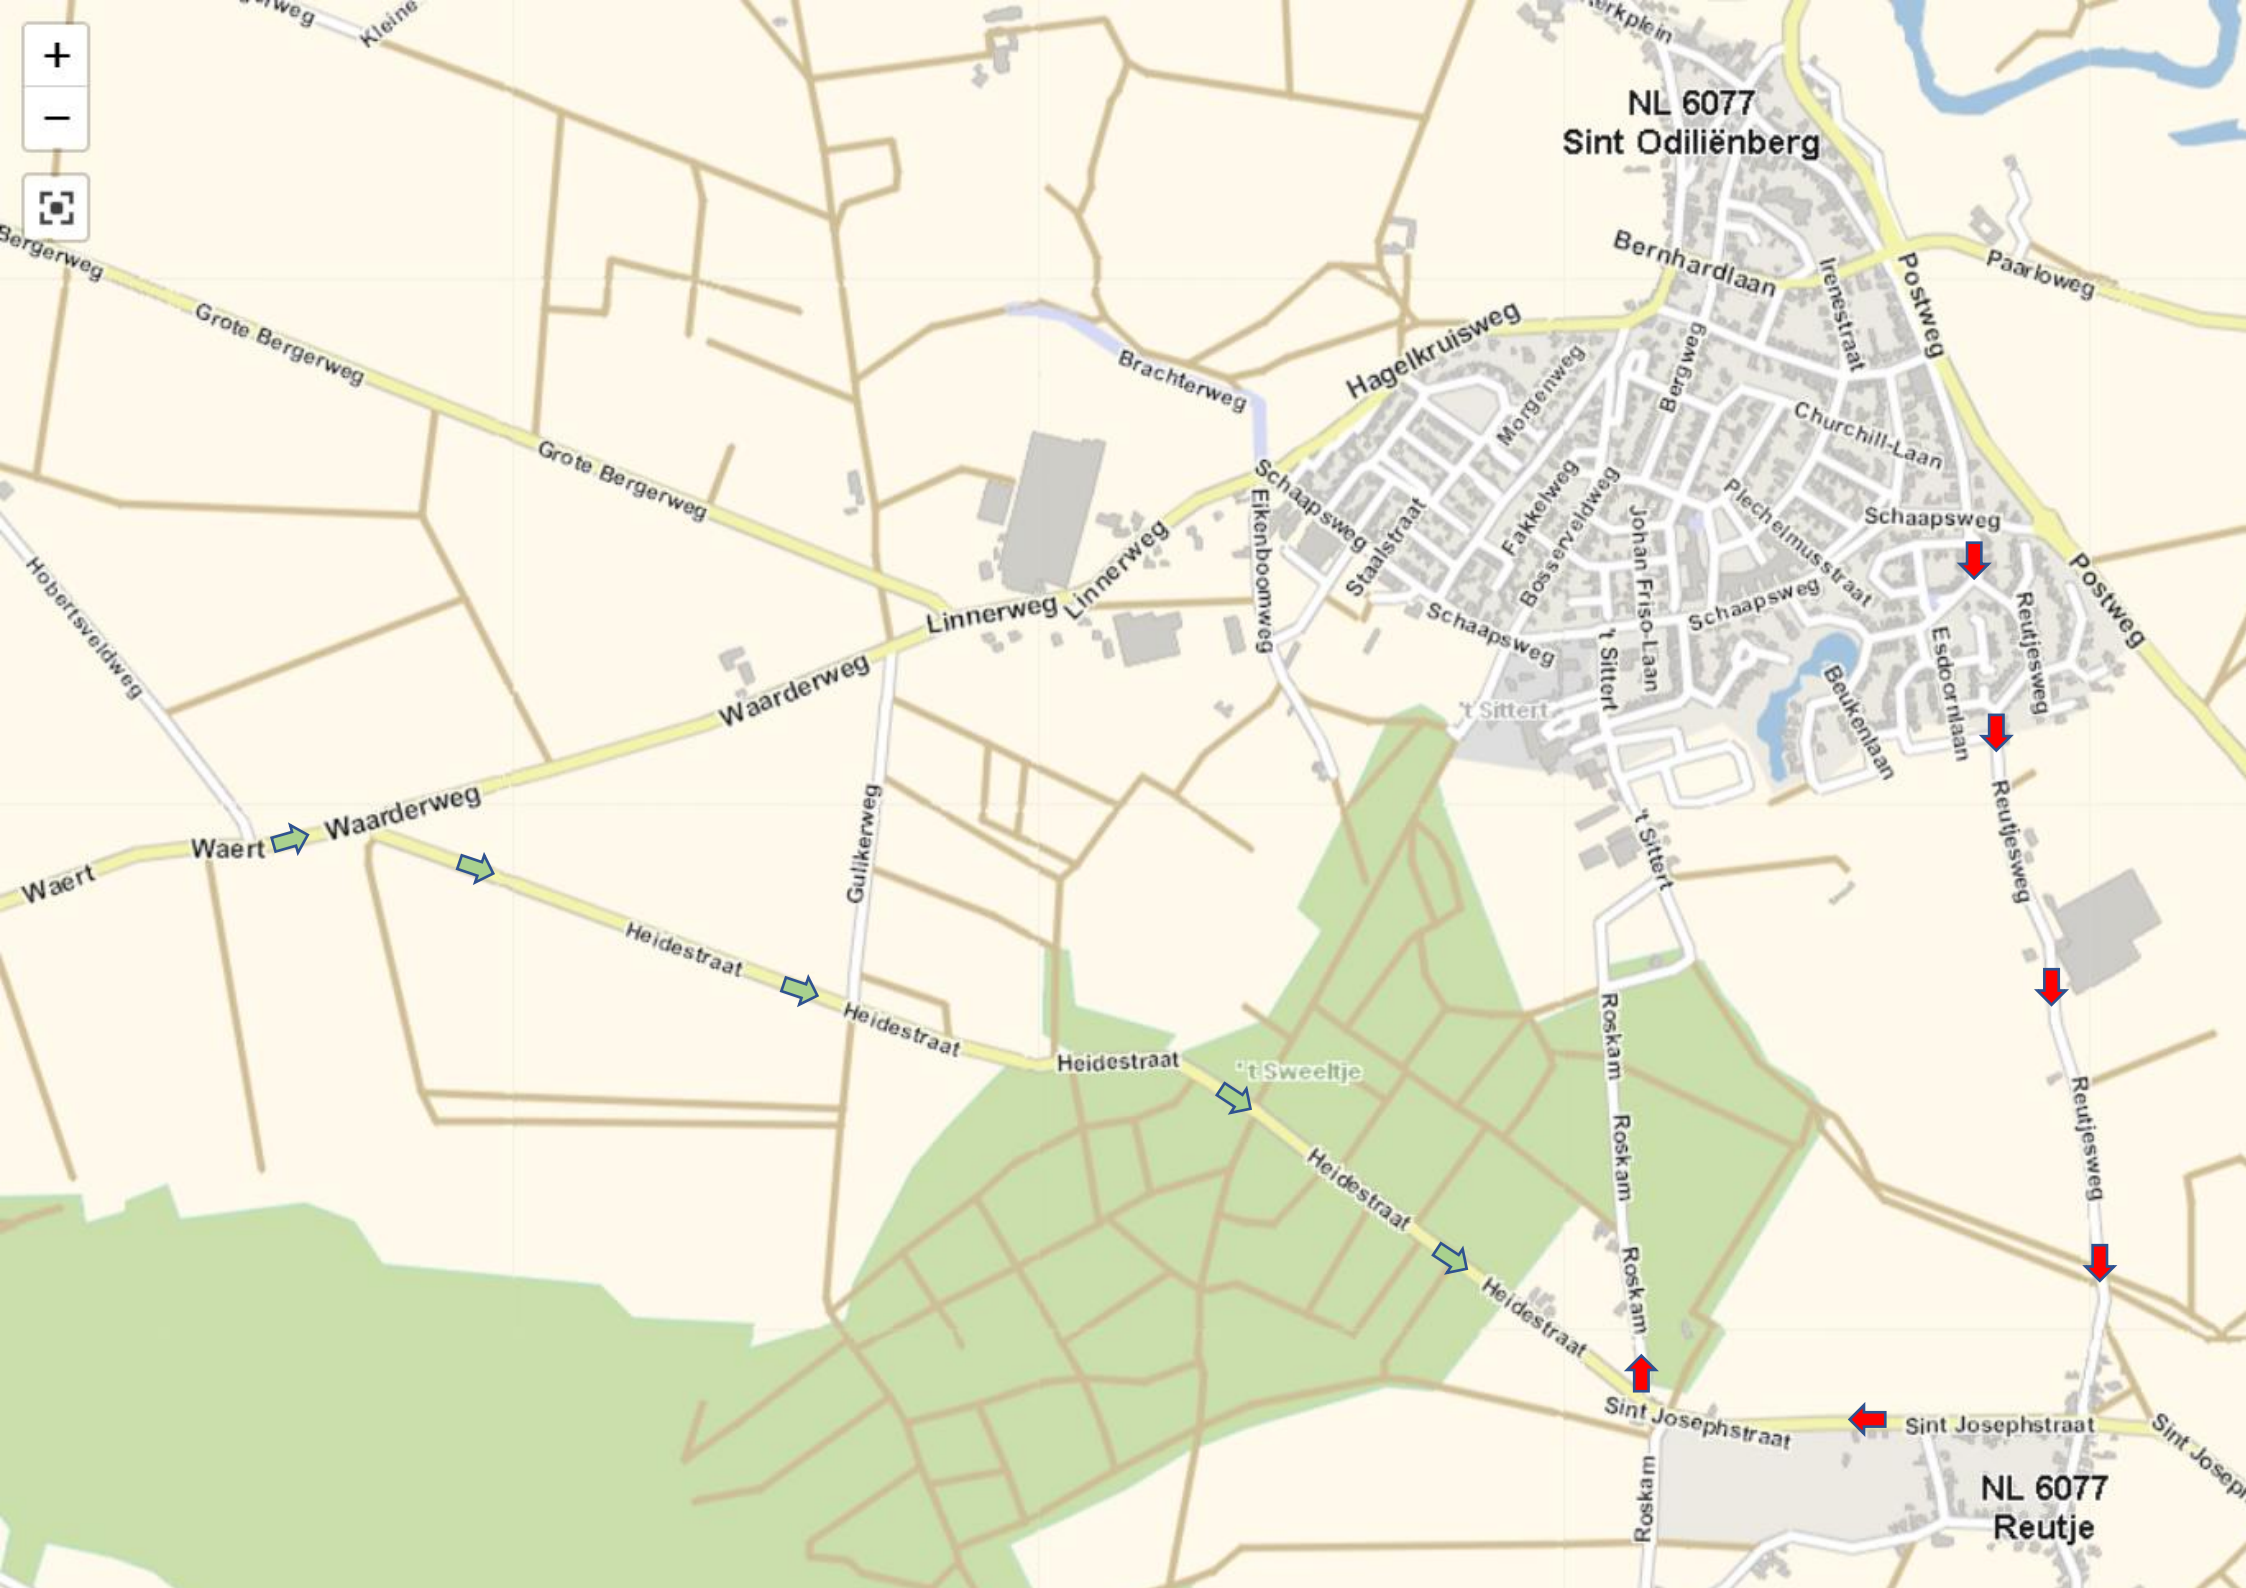 gerweg
Kleine
+
−
Kerkplein
NL 6077
Sint Odiliënberg
Bergerweg
Grote Bergerweg
Bernhardlaan
Irenestraat
Postweg
Paarloweg
Hagelkruisweg
Brachterweg
Morgenweg
Bergweg
Churchill-Laan
Grote Bergerweg
Schaapsweg
Eikenboomweg
Staalstraat
Fakkelweg
Bosserveldweg
Johan Friso-Laan
Plechelmusstraat
Schaapsweg
Postweg
Hobertsveldweg
Linnerweg
Linnerweg
Schaapsweg
Schaapsweg
't Sittert
Reutjesweg
Esdoornlaan
Beukenlaan
Waarderweg
't Sittert
Reutjesweg
Waarderweg
Waert
Waert
Gulikerweg
't Sittert
Heidestraat
Heidestraat
Heidestraat
't Sweeltje
Roskam
Reutjesweg
Roskam
Heidestraat
Roskam
Heidestraat
Sint Josephstraat
Sint Josephstraat
Sint Joseph
Roskam
NL 6077
Reutje